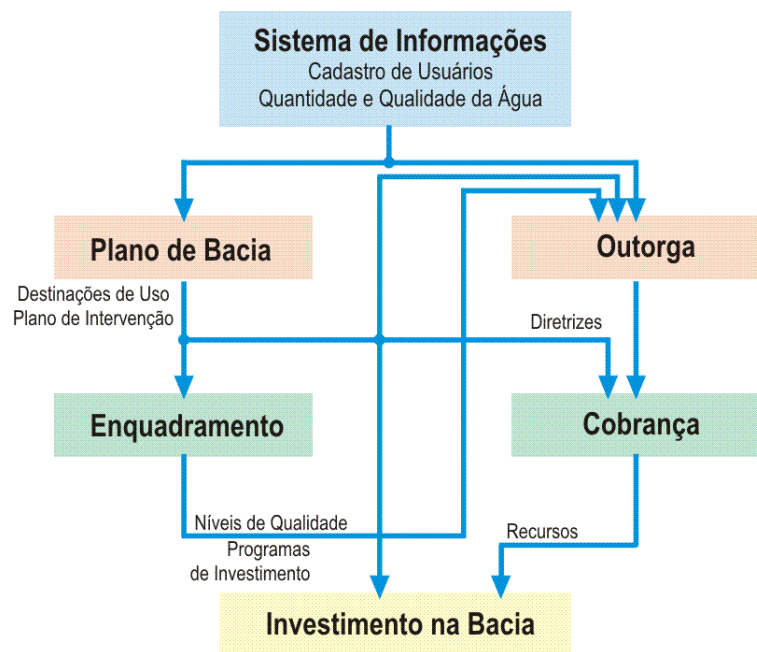 Sistema de Informações
Cadastro de Usuários
Quantidade e Qualidade da Água
Plano de Bacia
Outorga
Destinações de Uso
Plano de Intervenção
Diretrizes
Enquadramento
Cobrança
Níveis de Qualidade
Programas
de Investimento
Recursos
Investimento na Bacia